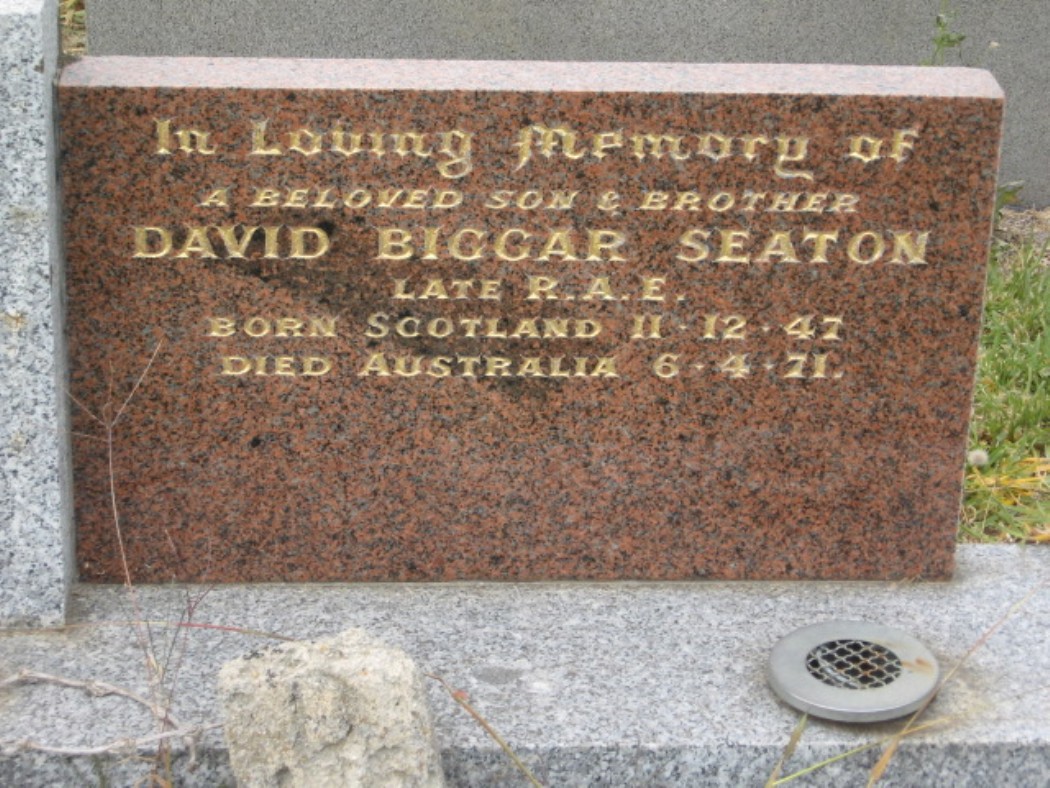 In Loving Memory of
A BELOVED SON & BROTHER
DAVID BIGGAR SEATON
LATE R.A.E.
BORN SCOTLAND 11·12·47
DIED AUSTRALIA 6·4·71.